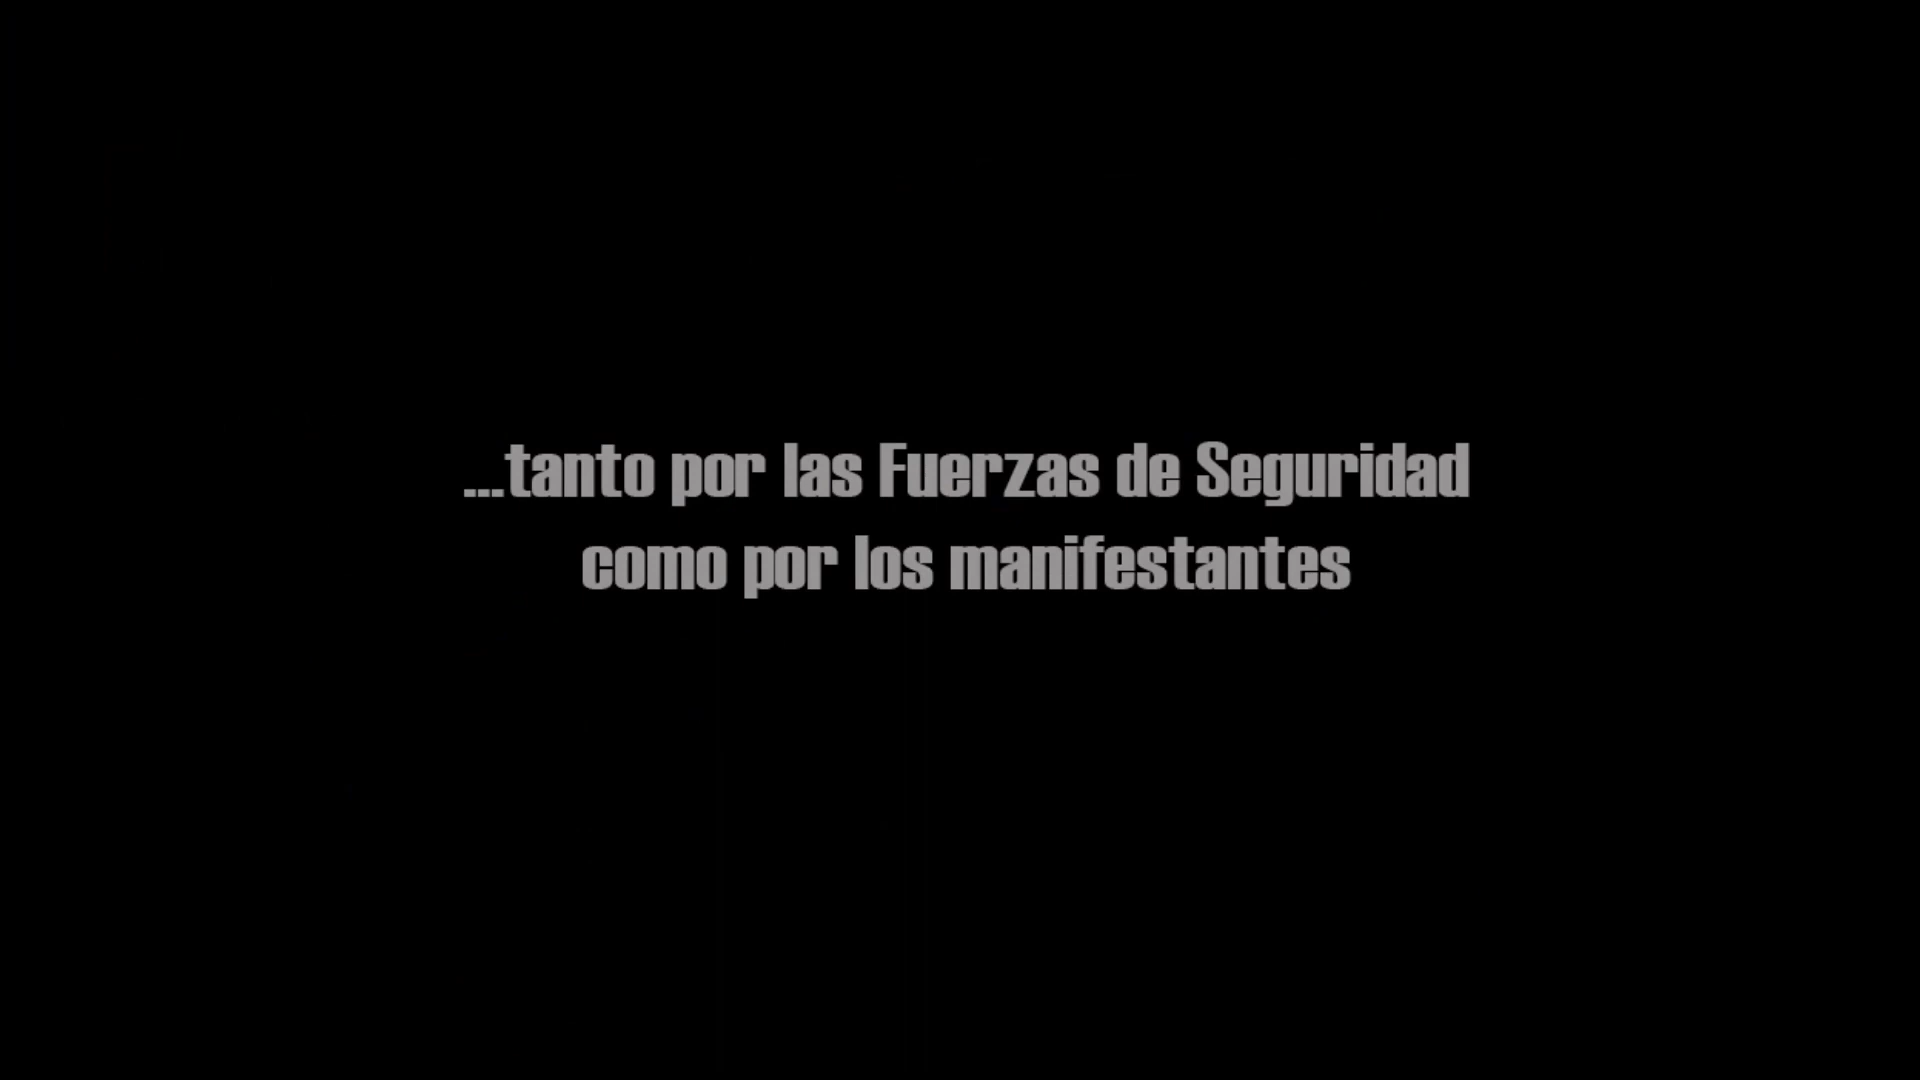 ...tanto por las Fuerzas de Seguridad
como por los manifestantes